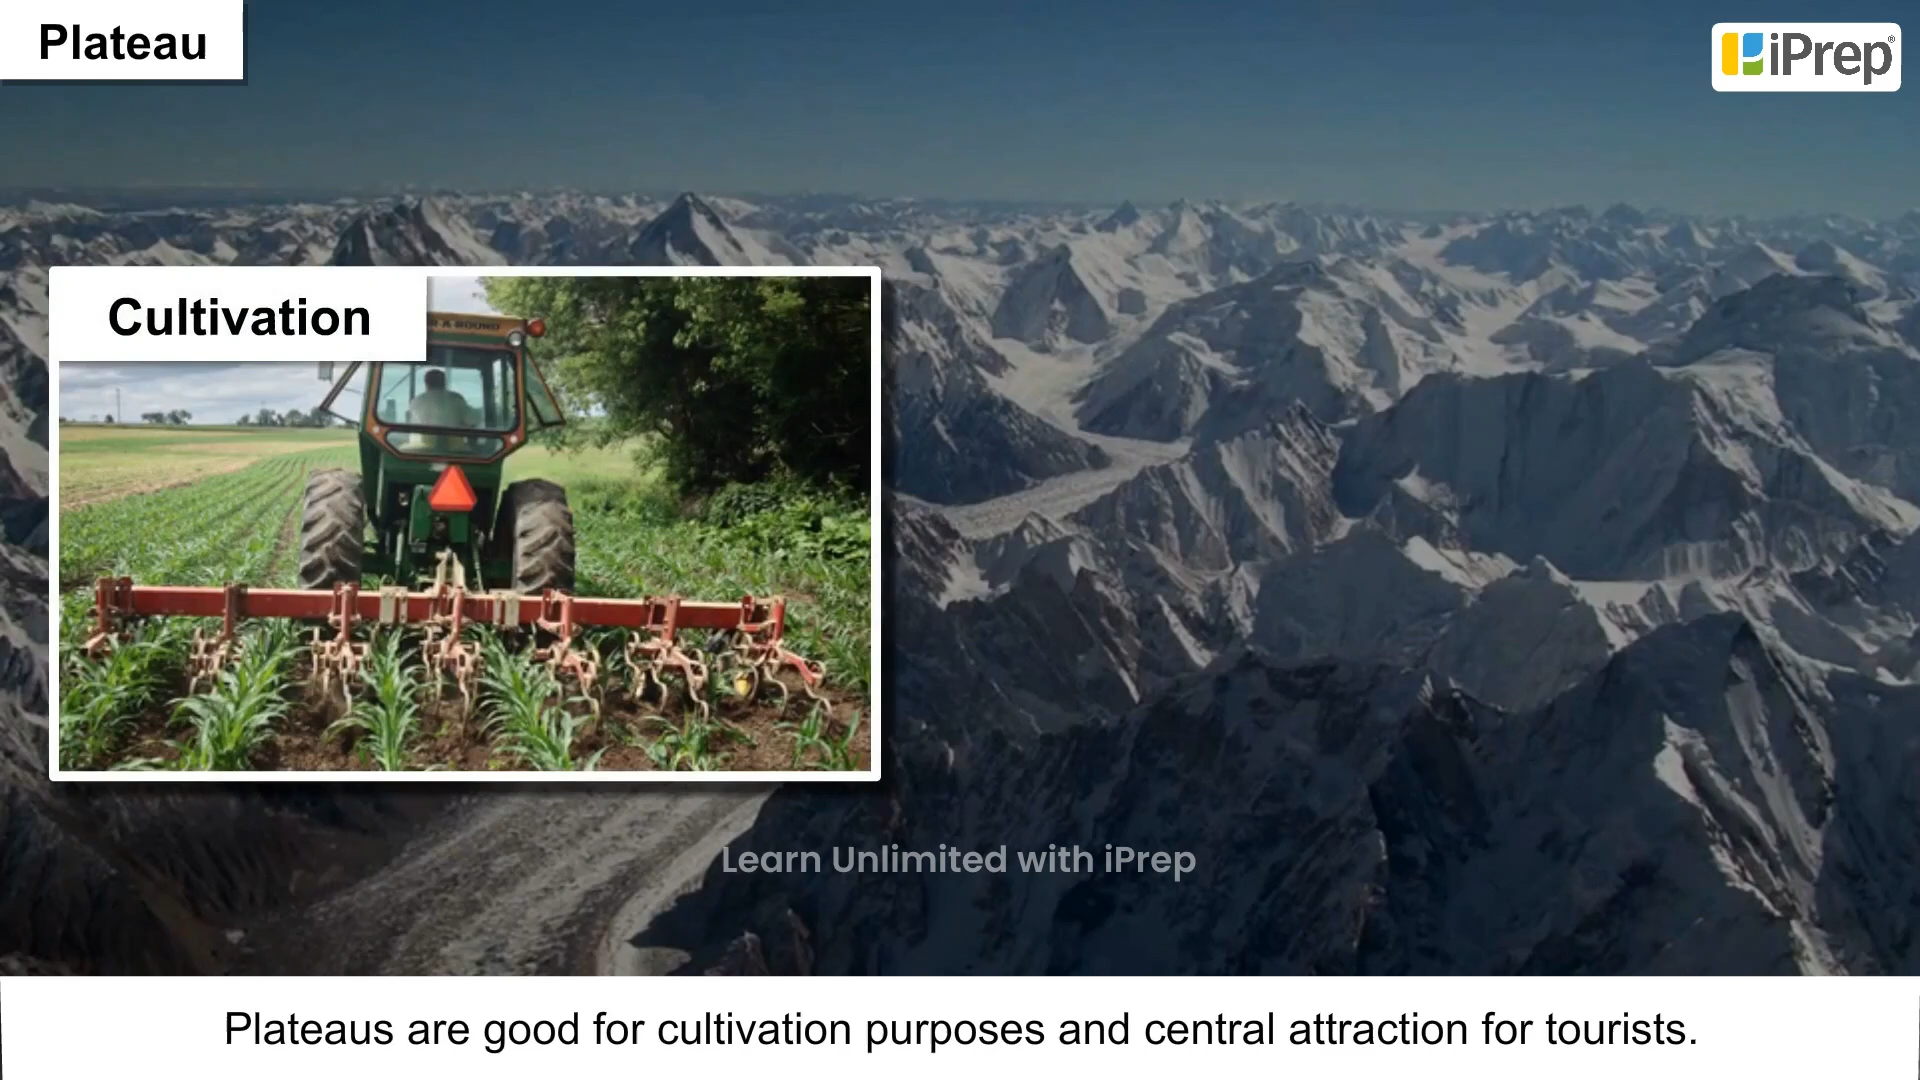 Plateau
iPrep®
Cultivation
Learn Unlimited with iPrep
Plateaus are good for cultivation purposes and central attraction for tourists.